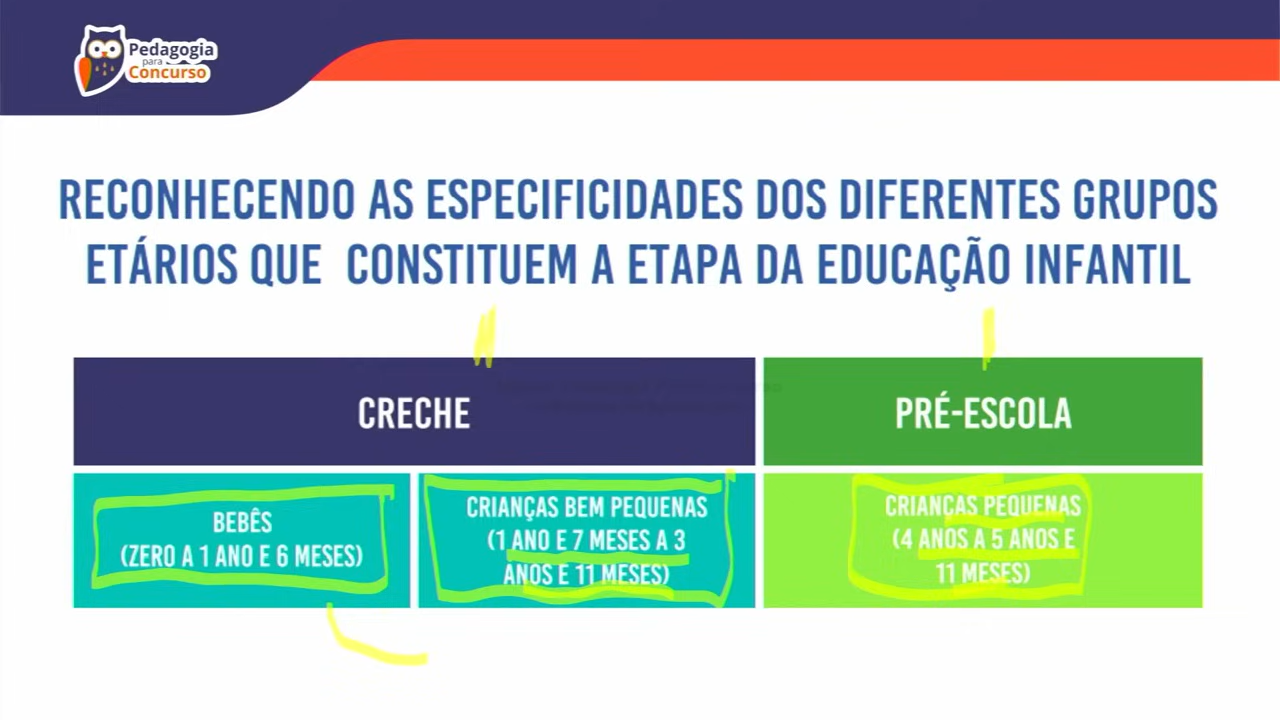 Pedagogia
para
Concurso
RECONHECENDO AS ESPECIFICIDADES DOS DIFERENTES GRUPOS
ETÁRIOS QUE CONSTITUEM A ETAPA DA EDUCAÇÃO INFANTIL
CRECHE
PRÉ-ESCOLA
BEBÊS
(ZERO A 1 ANO E 6 MESES)
CRIANÇAS BEM PEQUENAS
(1 ANO E 7 MESES A 3
ANOS E 11 MESES)
CRIANÇAS PEQUENAS
(4 ANOS A 5 ANOS E
11 MESES)